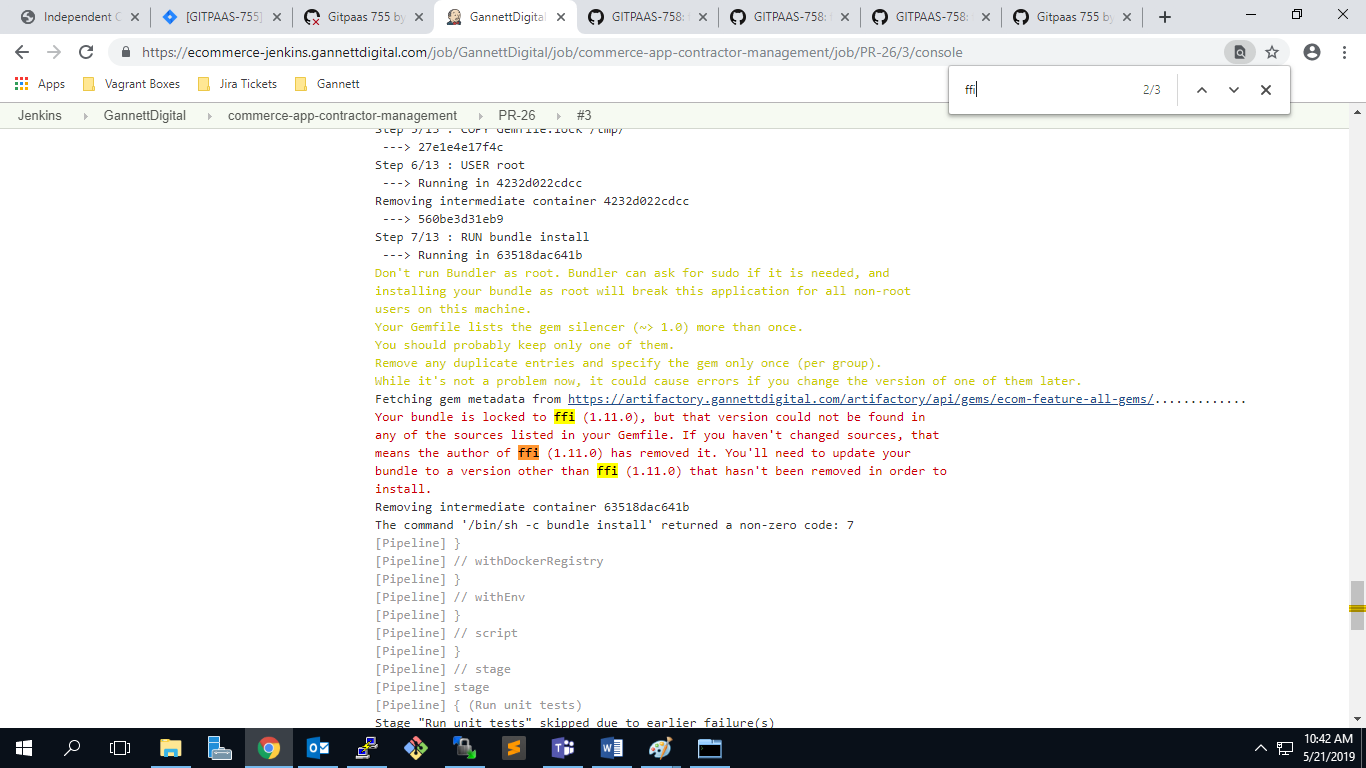 Independent C
[GITPAAS-755]
Gitpaas 755 by
GannettDigital
GITPAAS-758:
GITPAAS-758:
GITPAAS-758:
Gitpaas 755 by
https://ecommerce-jenkins.gannettdigital.com/job/GannettDigital/job/commerce-app-contractor-management/job/PR-26/3/console
Apps
Vagrant Boxes
Jira Tickets
Gannett
ffi
2/3
Jenkins
GannettDigital
commerce-app-contractor-management
PR-26
#3
Step 5/13 : COPY Gemfile.lock /tmp/
---> 27e1e4e17f4c
Step 6/13 : USER root
---> Running in 4232d022cdcc
Removing intermediate container 4232d022cdcc
---> 560be3d31eb9
Step 7/13 : RUN bundle install
---> Running in 63518dac641b
Don't run Bundler as root. Bundler can ask for sudo if it is needed, and
installing your bundle as root will break this application for all non-root
users on this machine.
Your Gemfile lists the gem silencer (~> 1.0) more than once.
You should probably keep only one of them.
Remove any duplicate entries and specify the gem only once (per group).
While it's not a problem now, it could cause errors if you change the version of one of them later.
Fetching gem metadata from https://artifactory.gannettdigital.com/artifactory/api/gems/ecom-feature-all-gems/.............
Your bundle is locked to ffi (1.11.0), but that version could not be found in
any of the sources listed in your Gemfile. If you haven't changed sources, that
means the author of ffi (1.11.0) has removed it. You'll need to update your
bundle to a version other than ffi (1.11.0) that hasn't been removed in order to
install.
Removing intermediate container 63518dac641b
The command '/bin/sh -c bundle install' returned a non-zero code: 7
[Pipeline] }
[Pipeline] // withDockerRegistry
[Pipeline] }
[Pipeline] // withEnv
[Pipeline] }
[Pipeline] // script
[Pipeline] }
[Pipeline] // stage
[Pipeline] stage
[Pipeline] { (Run unit tests)
Stage "Run unit tests" skipped due to earlier failure(s)
10:42 AM
5/21/2019